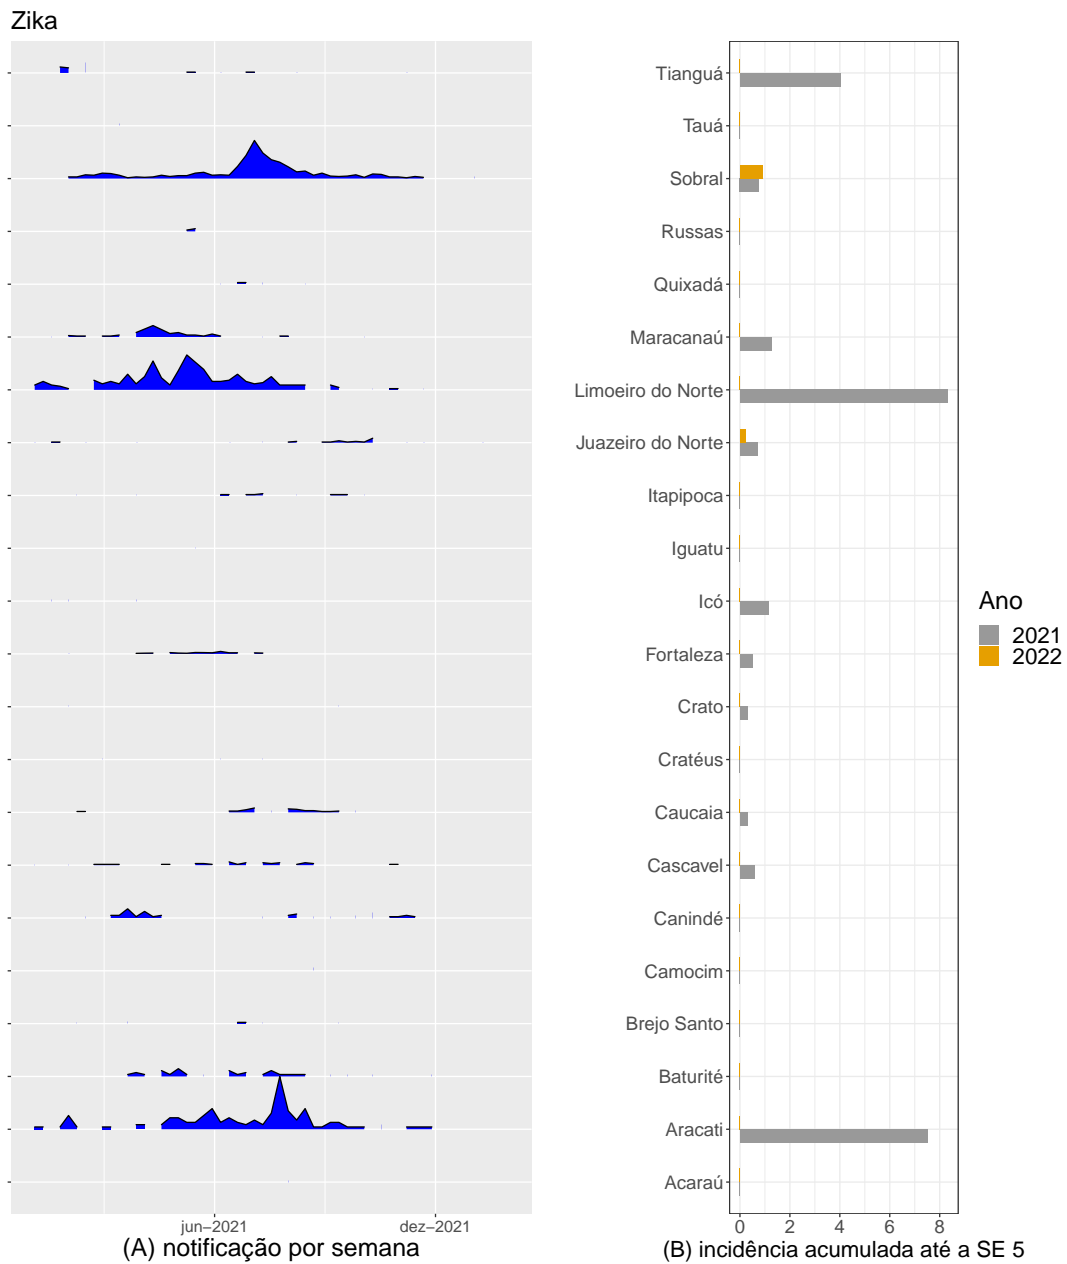 Zika
Tianguá
Tauá
Sobral
Russas
Quixadá
Maracanaú
Limoeiro do Norte
Juazeiro do Norte
Itapipoca
Iguatu
Icó
Fortaleza
Crato
Cratéus
Caucaia
Cascavel
Canindé
Camocim
Brejo Santo
Baturité
Aracati
Acaraú
Ano
2021
2022
jun−2021 dez−2021
0 2 4 6 8
(A) notificação por semana
(B) incidência acumulada até a SE 5